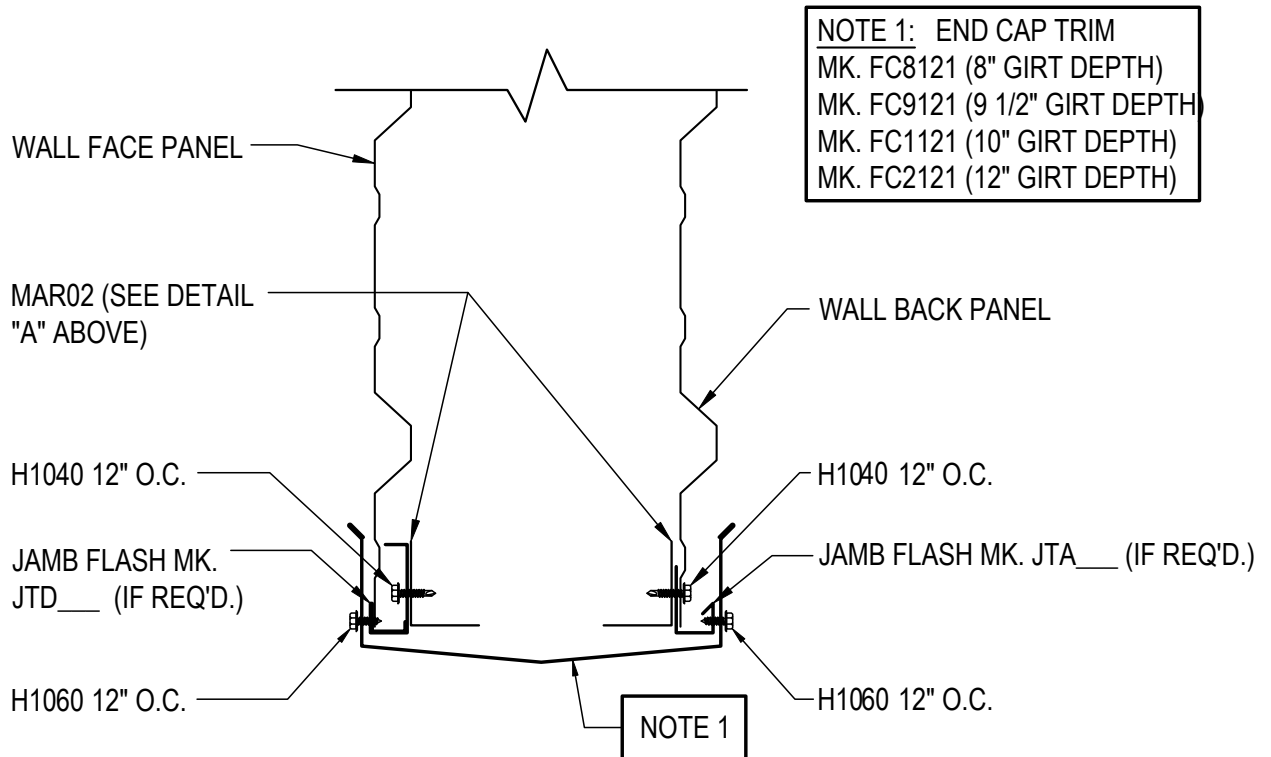 NOTE 1: END CAP TRIM
MK. FC8121 (8" GIRT DEPTH)
MK. FC9121 (9 1/2" GIRT DEPTH)
MK. FC1121 (10" GIRT DEPTH)
MK. FC2121 (12" GIRT DEPTH)
WALL FACE PANEL
MAR02 (SEE DETAIL
"A" ABOVE)
WALL BACK PANEL
H1040 12" O.C.
H1040 12" O.C.
JAMB FLASH MK.
JTD___ (IF REQ'D.)
JAMB FLASH MK. JTA___ (IF REQ'D.)
H1060 12" O.C.
H1060 12" O.C.
NOTE 1